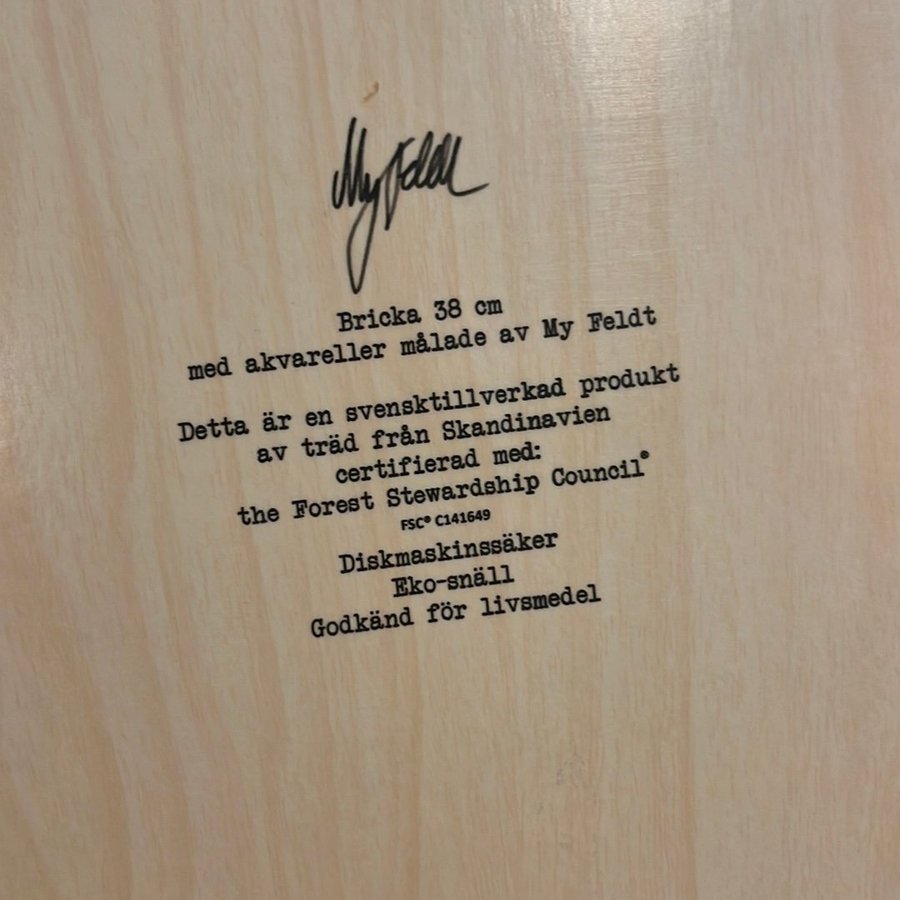 My Feldt
Bricka 38 cm
med akvareller målade av My Feldt
Detta är en svensktillverkad produkt
av träd från Skandinavien
certifierad med:
the Forest Stewardship Council®
FSC® C141649
Diskmaskinssäker
Eko-snäll
Godkänd för livsmedel